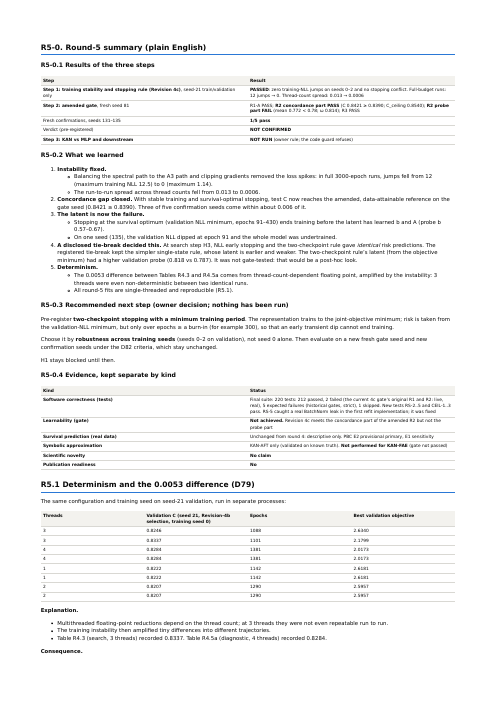 R5-0. Round-5 summary (plain English)
R5-0.1 Results of the three steps
Step Result
Step 1: training stability and stopping rule (Revision 4c), seed-21 train/validation only
PASSED: zero training-NLL jumps on seeds 0–2 and no stopping conflict. Full-budget runs: 12 jumps → 0. Thread-count spread: 0.013 → 0.0006
Step 2: amended gate, fresh seed 81
R1-A PASS; R2 concordance part PASS (C 0.8421 ≥ 0.8390; C_ceiling 0.8540); R2 probe part FAIL (mean 0.772 < 0.78; ω 0.814); R3 PASS
Fresh confirmations, seeds 131–135 1/5 pass
Verdict (pre-registered) NOT CONFIRMED
Step 3: KAN vs MLP and downstream NOT RUN (owner rule; the code guard refuses)
R5-0.2 What we learned
1. Instability fixed.
Balancing the spectral path to the A3 path and clipping gradients removed the loss spikes: in full 3000-epoch runs, jumps fell from 12
(maximum training NLL 12.5) to 0 (maximum 1.14).
The run-to-run spread across thread counts fell from 0.013 to 0.0006.
2. Concordance gap closed. With stable training and survival-optimal stopping, test C now reaches the amended, data-attainable reference on
the gate seed (0.8421 ≥ 0.8390). Three of five confirmation seeds come within about 0.006 of it.
3. The latent is now the failure.
Stopping at the survival optimum (validation NLL minimum, epochs 91–430) ends training before the latent has learned b and A (probe b
0.57–0.67).
On one seed (135), the validation NLL dipped at epoch 91 and the whole model was undertrained.
4. A disclosed tie-break decided this. At search step H3, NLL early stopping and the two-checkpoint rule gave identical risk predictions. The
registered tie-break kept the simpler single-state rule, whose latent is earlier and weaker. The two-checkpoint rule's latent (from the objective
minimum) had a higher validation probe (0.818 vs 0.787). It was not gate-tested: that would be a post-hoc look.
5. Determinism.
The 0.0053 difference between Tables R4.3 and R4.5a comes from thread-count-dependent floating point, amplified by the instability: 3
threads were even non-deterministic between two identical runs.
All round-5 fits are single-threaded and reproducible (R5.1).
R5-0.3 Recommended next step (owner decision; nothing has been run)
Pre-register two-checkpoint stopping with a minimum training period. The representation trains to the joint-objective minimum; risk is taken
from the validation-NLL minimum, but only over epochs ≥ a burn-in (for example 300), so that an early transient dip cannot end training.
Choose it by robustness across training seeds (seeds 0–2 on validation), not seed 0 alone. Then evaluate on a new fresh gate seed and new
confirmation seeds under the D82 criteria, which stay unchanged.
H1 stays blocked until then.
R5-0.4 Evidence, kept separate by kind
Kind Status
Software correctness (tests)
Final suite: 220 tests: 212 passed, 2 failed (the current 4c gate's original R1 and R2: live, real), 5 expected failures (historical gates, strict), 1 skipped. New tests RS-2..5 and CEIL-1..3 pass. RS-5 caught a real BatchNorm leak in the first refit implementation; it was fixed
Learnability (gate)
Not achieved. Revision 4c meets the concordance part of the amended R2 but not the probe part
Survival prediction (real data) Unchanged from round 4: descriptive only, PBC E2 provisional primary, E1 sensitivity
Symbolic approximation KAN-AFT only (validated on known truth). Not performed for KAN-FAE (gate not passed)
Scientific novelty No claim
Publication readiness No
R5.1 Determinism and the 0.0053 difference (D79)
The same configuration and training seed on seed-21 validation, run in separate processes:
Threads Validation C (seed 21, Revision-4b selection, training seed 0) Epochs Best validation objective
3 0.8246 1088 2.6340
3 0.8337 1101 2.1799
4 0.8284 1381 2.0173
4 0.8284 1381 2.0173
1 0.8222 1142 2.6181
1 0.8222 1142 2.6181
2 0.8207 1290 2.5957
2 0.8207 1290 2.5957
Explanation.
Multithreaded floating-point reductions depend on the thread count; at 3 threads they were not even repeatable run to run.
The training instability then amplified tiny differences into different trajectories.
Table R4.3 (search, 3 threads) recorded 0.8337. Table R4.5a (diagnostic, 4 threads) recorded 0.8284.
Consequence.